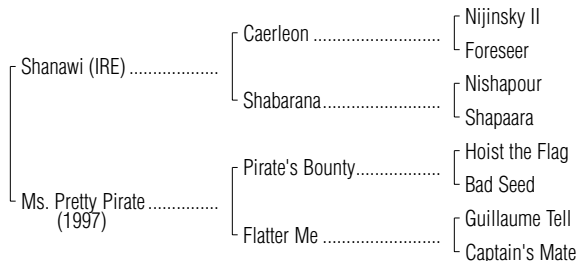 Nijinsky II
Caerleon ...........................
Foreseer
Shanawi (IRE) ...................
Nishapour
Shabarana.........................
Shapaara
Hoist the Flag
Pirate's Bounty..................
Bad Seed
Ms. Pretty Pirate...............
(1997)
Guillaume Tell
Flatter Me .........................
Captain's Mate